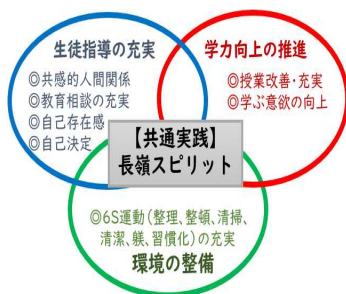 生徒指導の充実
◎共感的人間関係
◎教育相談の充実
◎自己存在感
◎自己決定
学力向上の推進
◎授業改善・充実
◎学ぶ意欲の向上
【共通実践】
長嶺スピリット
◎6S運動(整理、整頓、清掃、
清潔、躾、習慣化)の充実
環境の整備